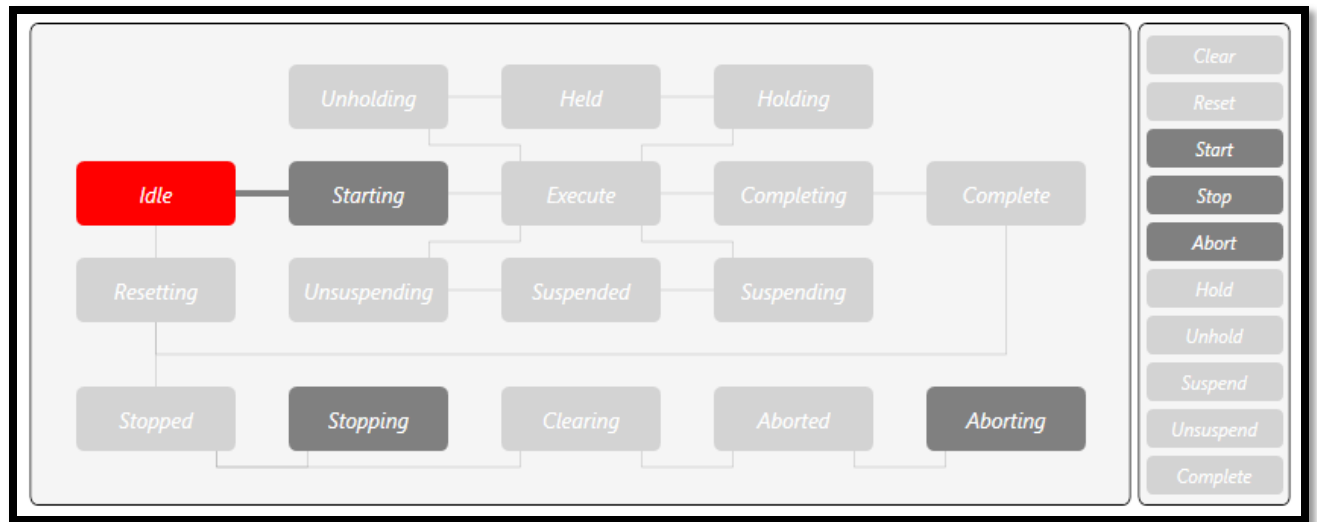 Unholding Held Holding
Idle Starting Execute Completing Complete
Resetting Unsuspending Suspended Suspending
Stopped Stopping Clearing Aborted Aborting
Clear
Reset
Start
Stop
Abort
Hold
Unhold
Suspend
Unsuspend
Complete